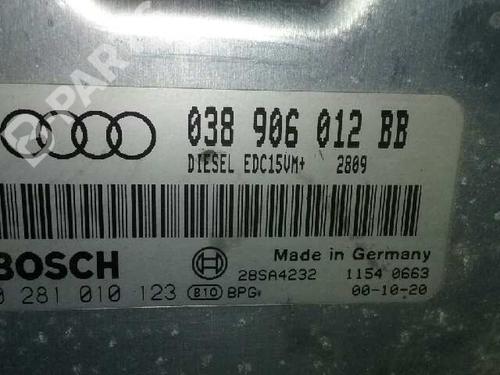 038 906 012 BB
DIESEL EDC15VM+ 2809
BOSCH
Made in Germany
28SA4232 1154 0663
0 281 010 123 B10 BPG 00-10-20